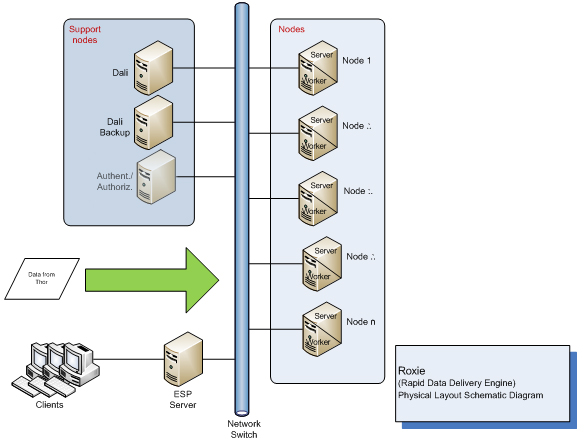 Support
nodes
Dali
Dali
Backup
Authent./
Authoriz.
Nodes
Server
Worker
Node 1
Server
Worker
Node .:.
Server
Worker
Node :.
Server
Worker
Node .:.
Server
Worker
Node n
Data from
Thor
Clients
ESP
Server
Network
Switch
Roxie
(Rapid Data Delivery Engine)
Physical Layout Schematic Diagram